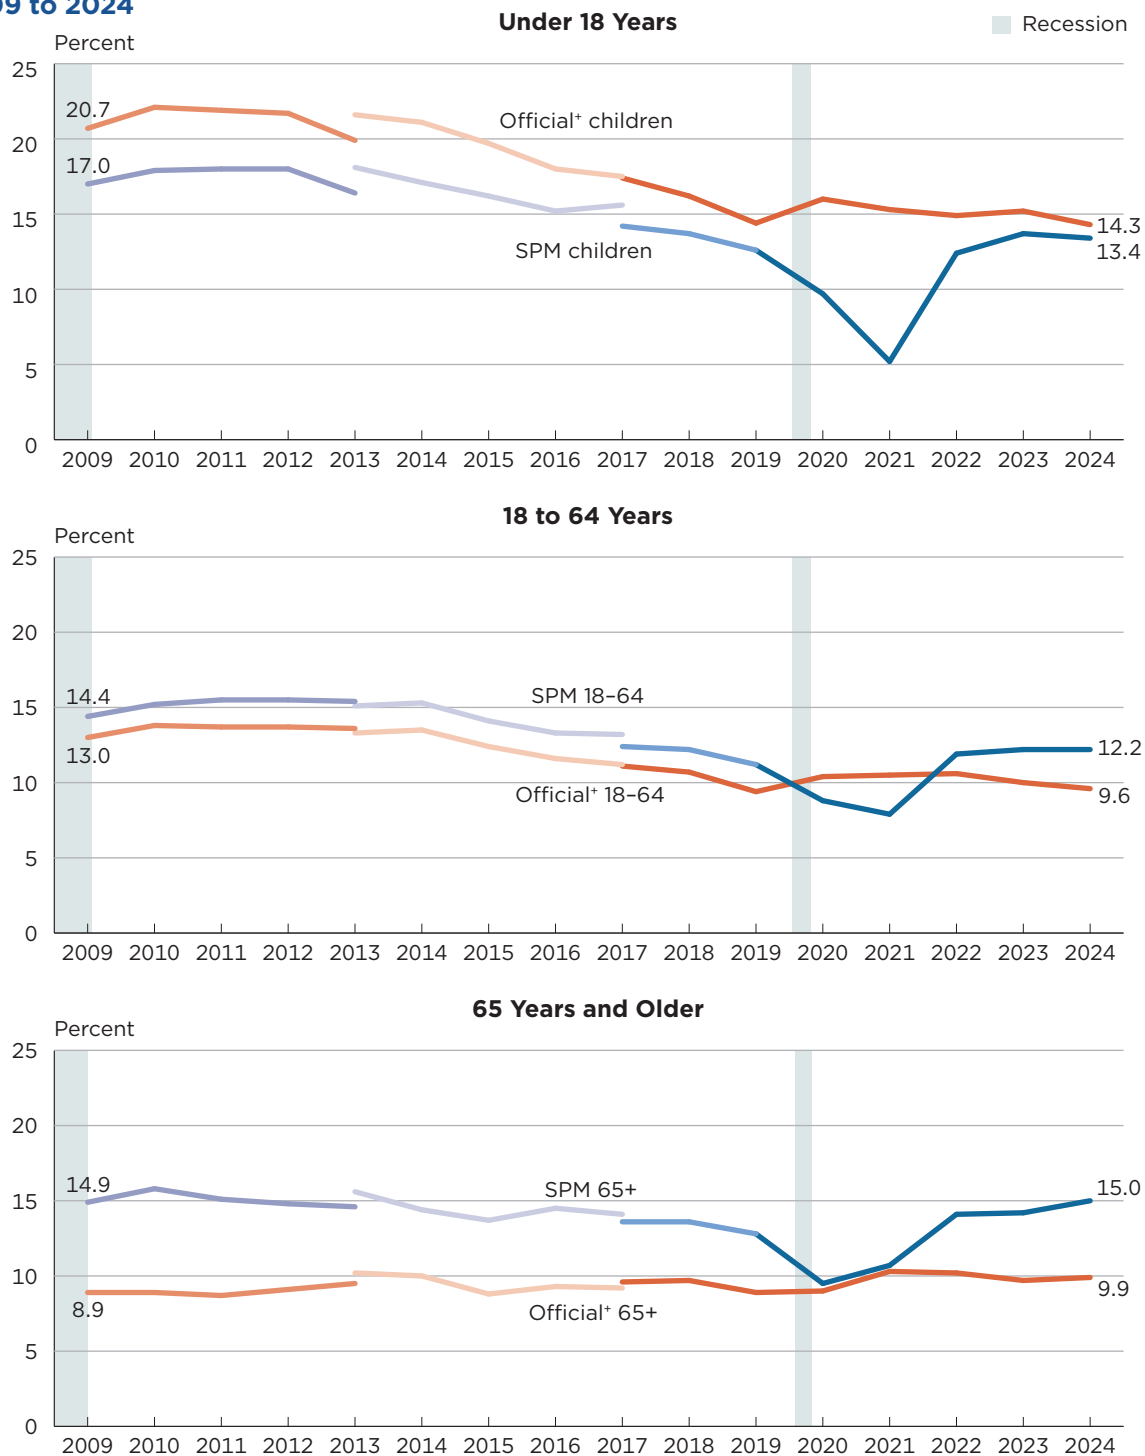 9 to 2024
Under 18 Years
Recession
Percent
25
20
15
10
5
0
20.7
17.0
Official⁺ children
SPM children
14.3
13.4
2009 2010 2011 2012 2013 2014 2015 2016 2017 2018 2019 2020 2021 2022 2023 2024
18 to 64 Years
Percent
25
20
15
10
5
0
14.4
13.0
SPM 18–64
Official⁺ 18–64
12.2
9.6
2009 2010 2011 2012 2013 2014 2015 2016 2017 2018 2019 2020 2021 2022 2023 2024
65 Years and Older
Percent
25
20
15
10
5
0
14.9
8.9
SPM 65+
Official⁺ 65+
15.0
9.9
2009 2010 2011 2012 2013 2014 2015 2016 2017 2018 2019 2020 2021 2022 2023 2024